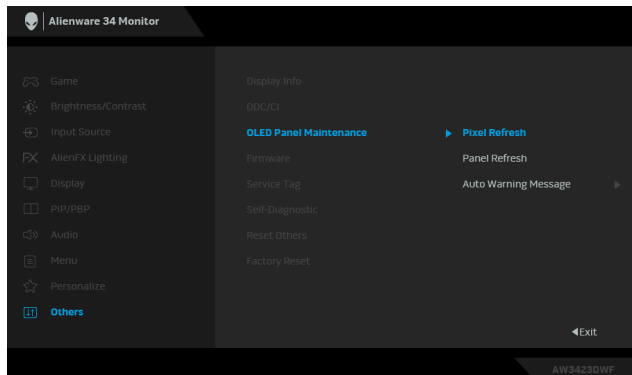 Alienware 34 Monitor
Game
Brightness/Contrast
Input Source
AlienFX Lighting
Display
PIP/PBP
Audio
Menu
Personalize
Others
Display Info
DDC/CI
OLED Panel Maintenance
Firmware
Service Tag
Self-Diagnostic
Reset Others
Factory Reset
Pixel Refresh
Panel Refresh
Auto Warning Message
Exit
AW3423DWF